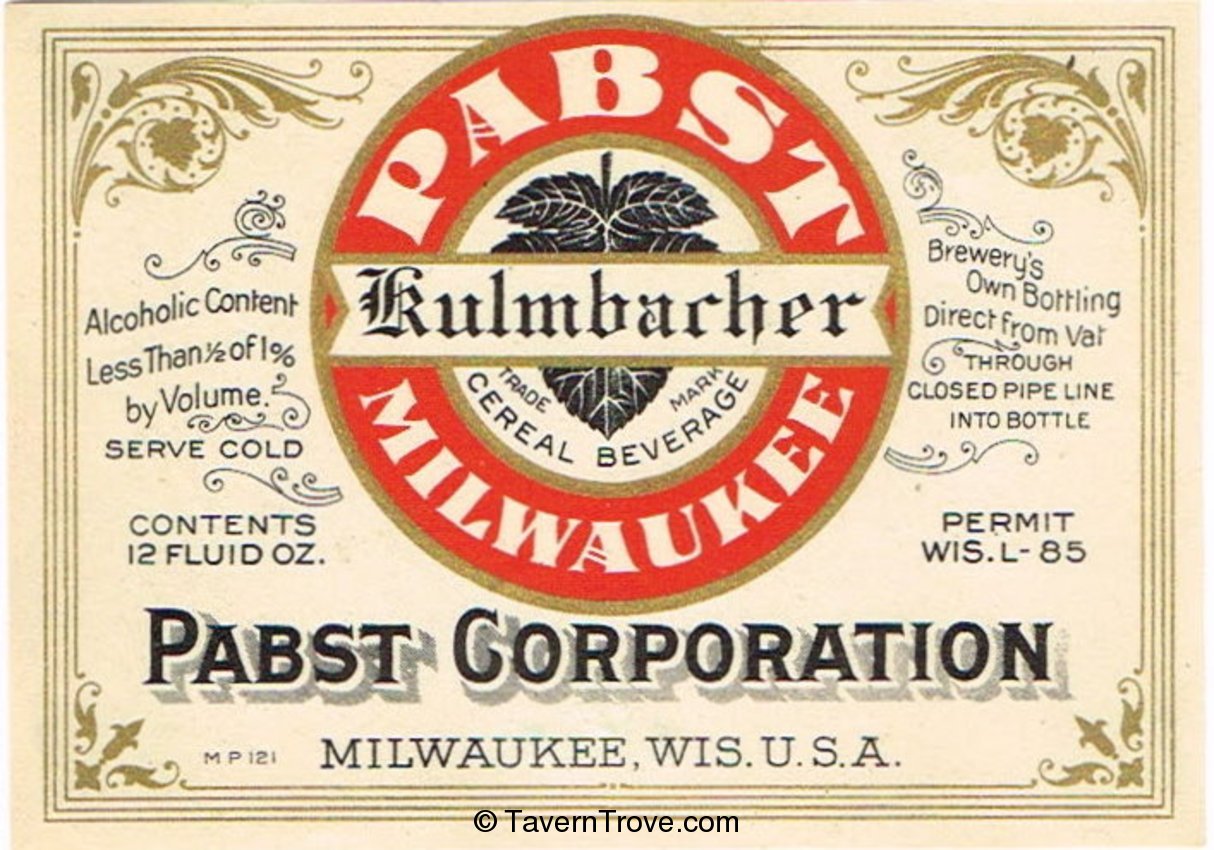 PABST
Kulmbacher
TRADE MARK
CEREAL BEVERAGE
MILWAUKEE
Alcoholic Content
Less Than ½ of 1%
by Volume.
SERVE COLD
CONTENTS
12 FLUID OZ.
Brewery's
Own Bottling
Direct from Vat
THROUGH
CLOSED PIPE LINE
INTO BOTTLE
PERMIT
WIS. L-85
PABST CORPORATION
MP121
MILWAUKEE, WIS. U.S.A.
© TavernTrove.com